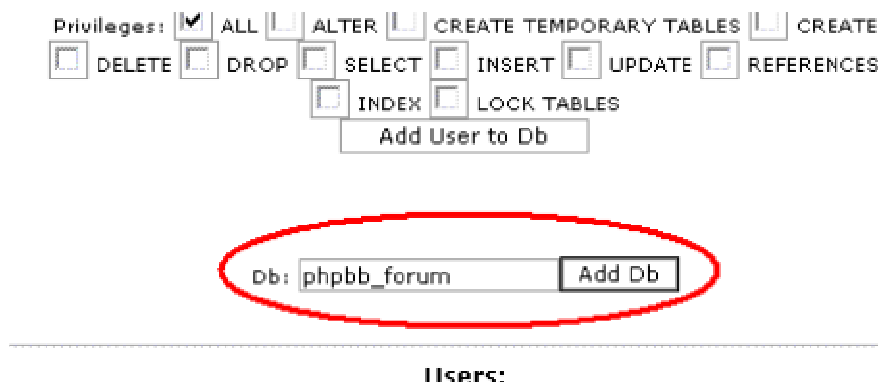 Privileges: ALL ALTER CREATE TEMPORARY TABLES CREATE
DELETE DROP SELECT INSERT UPDATE REFERENCES
INDEX LOCK TABLES
Add User to Db
Db: phpbb_forum Add Db
Users: